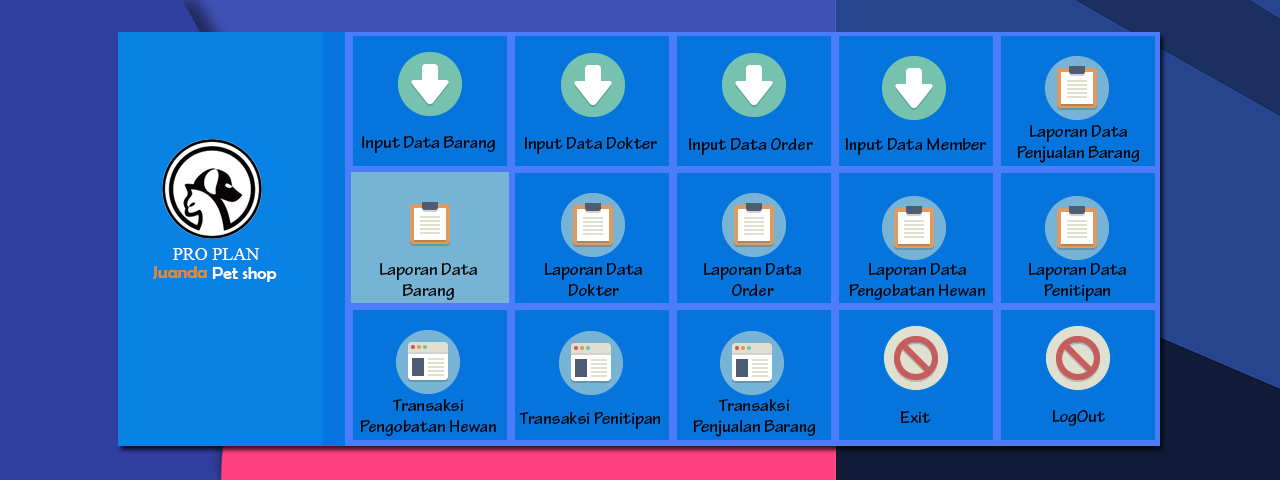 Input Data Barang
Input Data Dokter
Input Data Order
Input Data Member
Laporan Data
Penjualan Barang
PRO PLAN
Juanda Pet shop
Laporan Data
Barang
Laporan Data
Dokter
Laporan Data
Order
Laporan Data
Pengobatan Hewan
Laporan Data
Penitipan
Transaksi
Pengobatan Hewan
Transaksi Penitipan
Transaksi
Penjualan Barang
Exit
LogOut